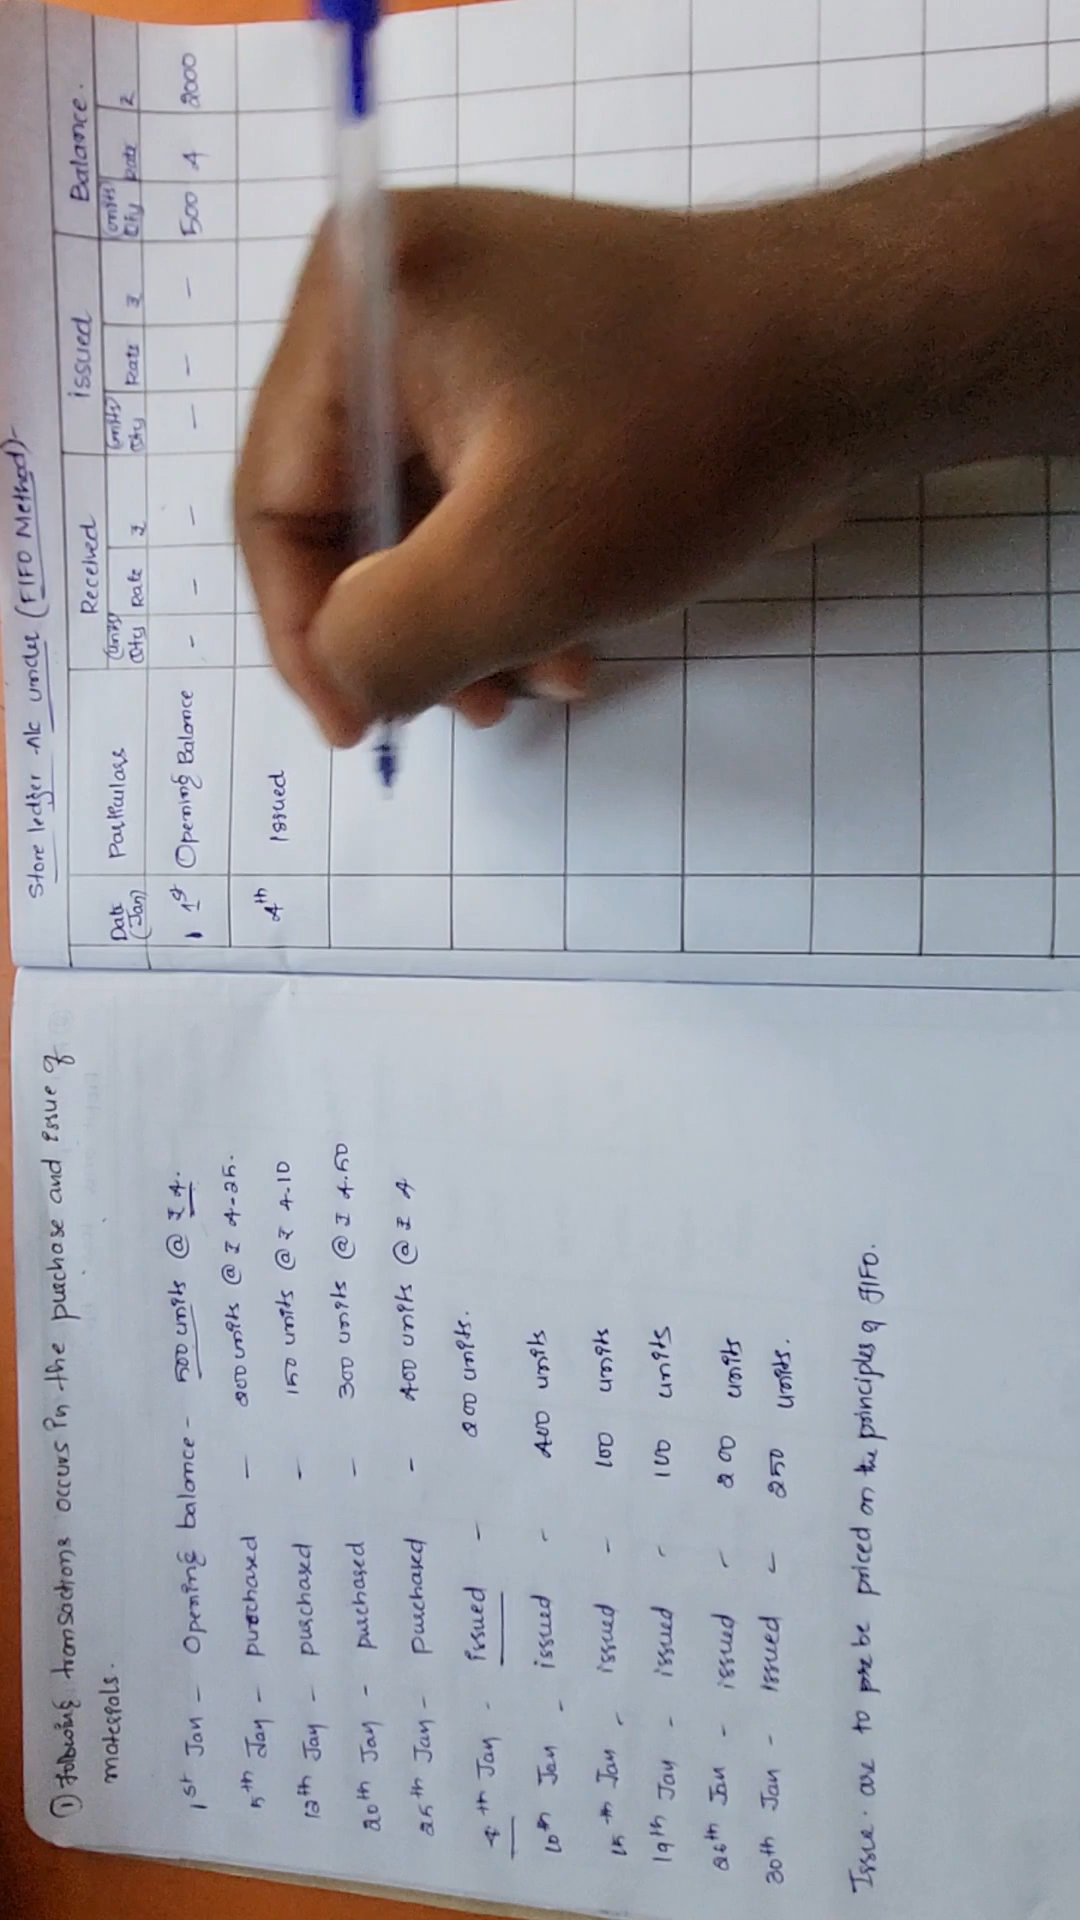 ① following transactions occurs in the purchase and issue of
materials.
1st Jan - Opening balance - 500 units @ ₹ 4.
5th Jan - purchased - 200 units @ ₹ 4-25.
12th Jan - purchased - 150 units @ ₹ 4-10
20th Jan - purchased - 300 units @ ₹ 4.50
25th Jan - purchased - 400 units @ ₹ 4
4th Jan - issued - 200 units.
10th Jan - issued - 400 units
15th Jan - issued - 100 units
19th Jan - issued - 100 units
26th Jan - issued - 200 units
30th Jan - issued - 250 units.
Issue are to be priced on the principles of FIFO.
Store ledger A/c under (FIFO Method)-
Date (Jan) Particulars Received issued Balance.
(units) Qty Rate ₹ (units) Qty Rate ₹ (units) Qty Rate ₹
1 1st Opening Balance - - - - - - 500 4 2000
4th Issued